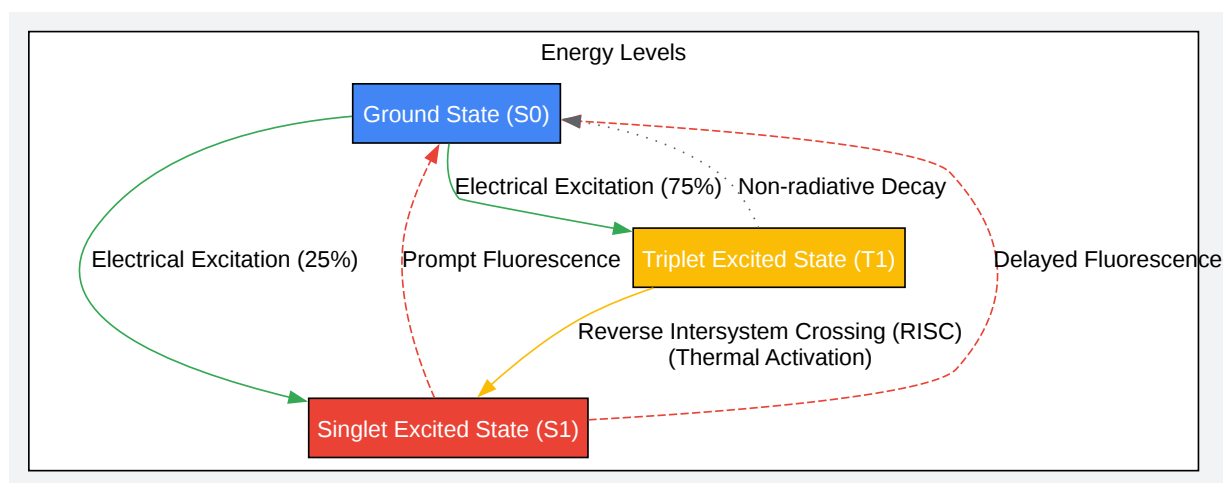 Energy Levels
Ground State (S0)
Electrical Excitation (75%)
Non-radiative Decay
Electrical Excitation (25%)
Prompt Fluorescence
Triplet Excited State (T1)
Delayed Fluorescence
Reverse Intersystem Crossing (RISC)
(Thermal Activation)
Singlet Excited State (S1)